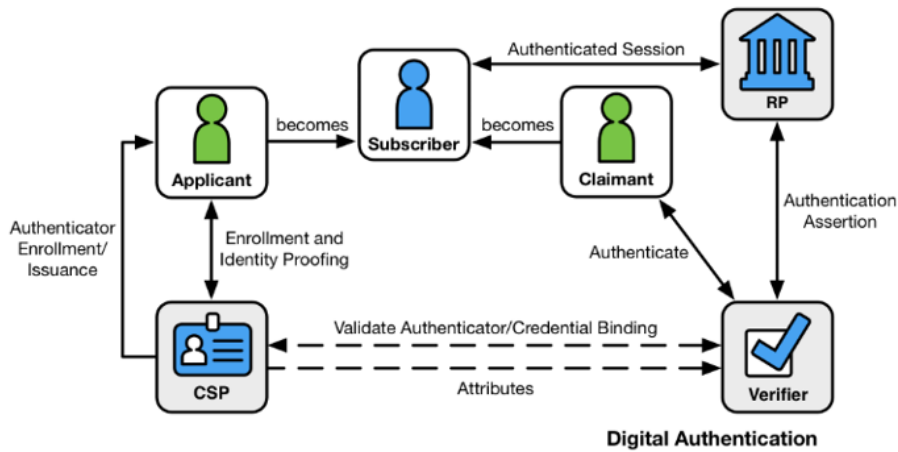 Authenticated Session
RP
becomes
Subscriber
becomes
Applicant
Claimant
Authenticator
Enrollment/
Issuance
Enrollment and
Identity Proofing
Authenticate
Authentication
Assertion
Validate Authenticator/Credential Binding
Attributes
CSP
Verifier
Digital Authentication